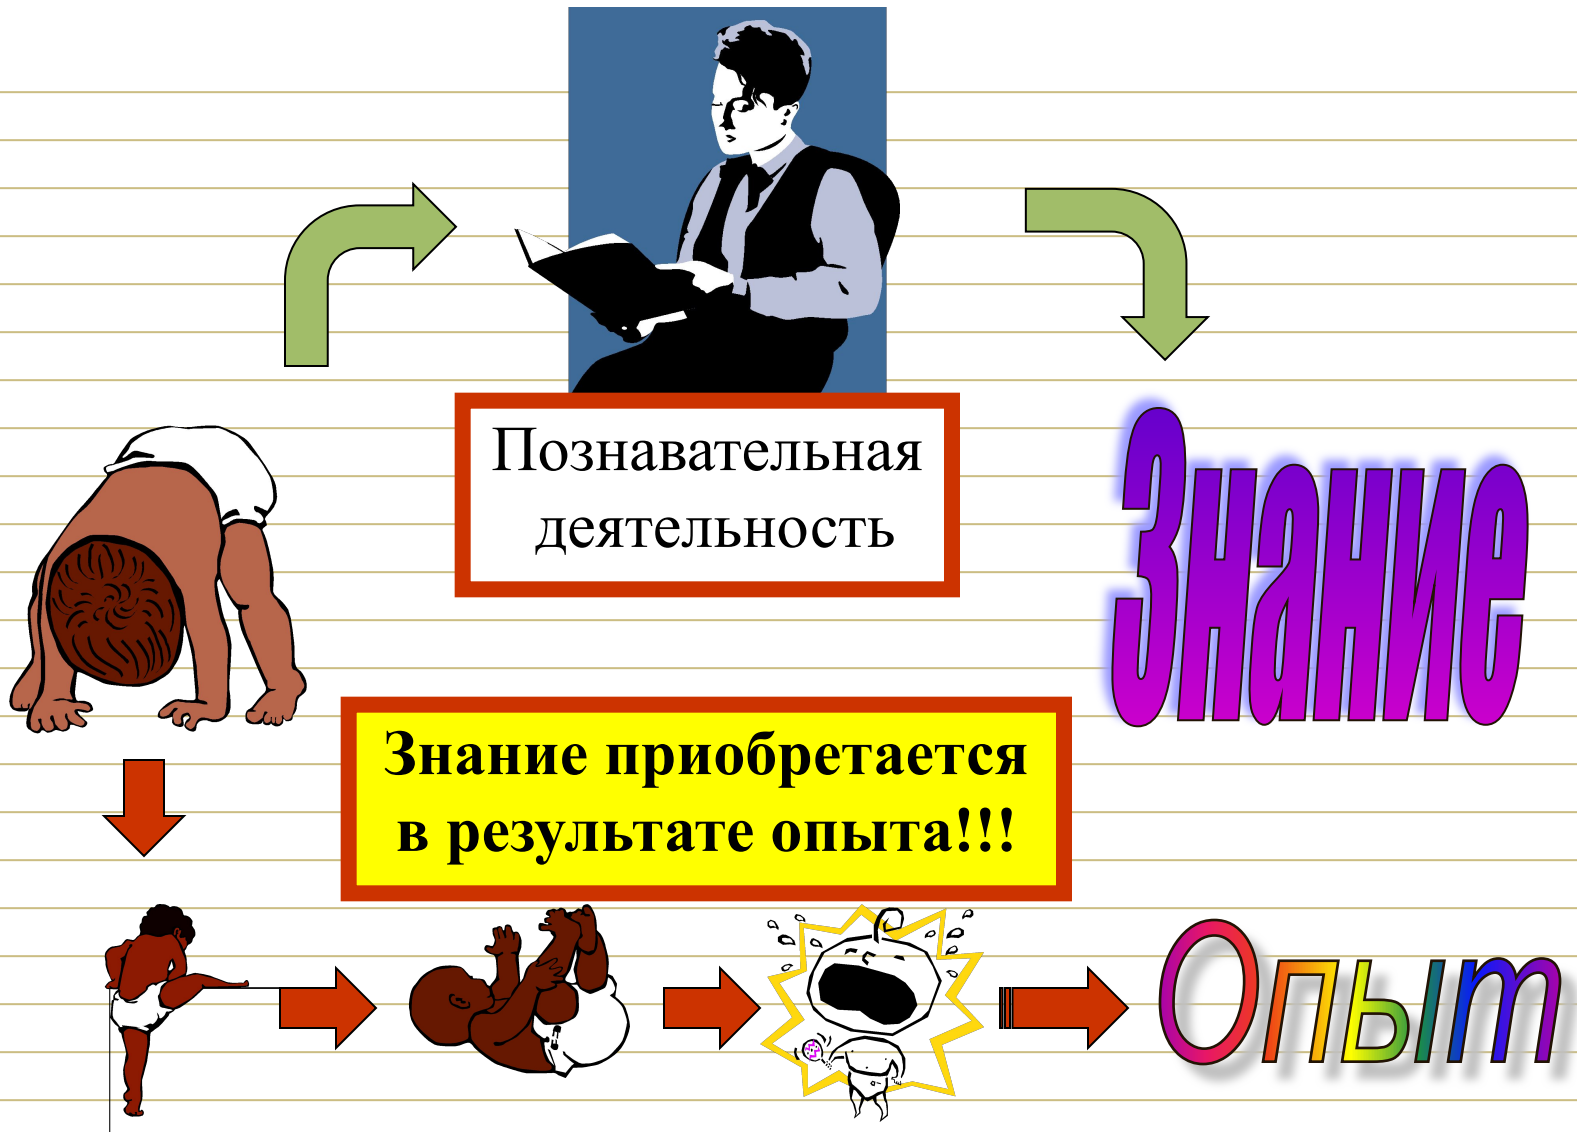 Познавательная
деятельность
Знание
Знание приобретается
в результате опыта!!!
Опыт